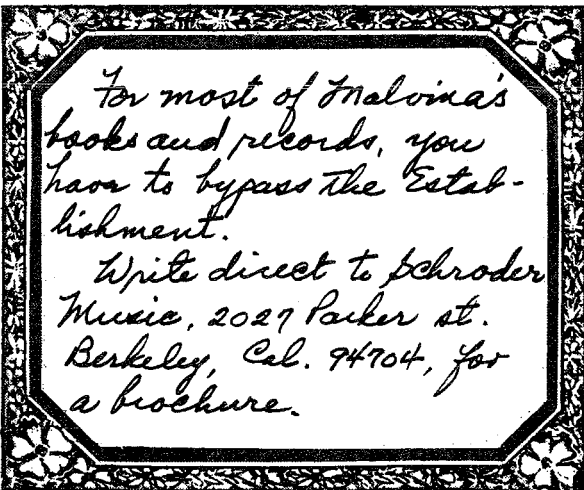 For most of Malvina's
books and records, you
have to bypass the Estab-
lishment.
Write direct to Schroder
Music, 2027 Parker st.
Berkeley, Cal. 94704, for
a brochure.